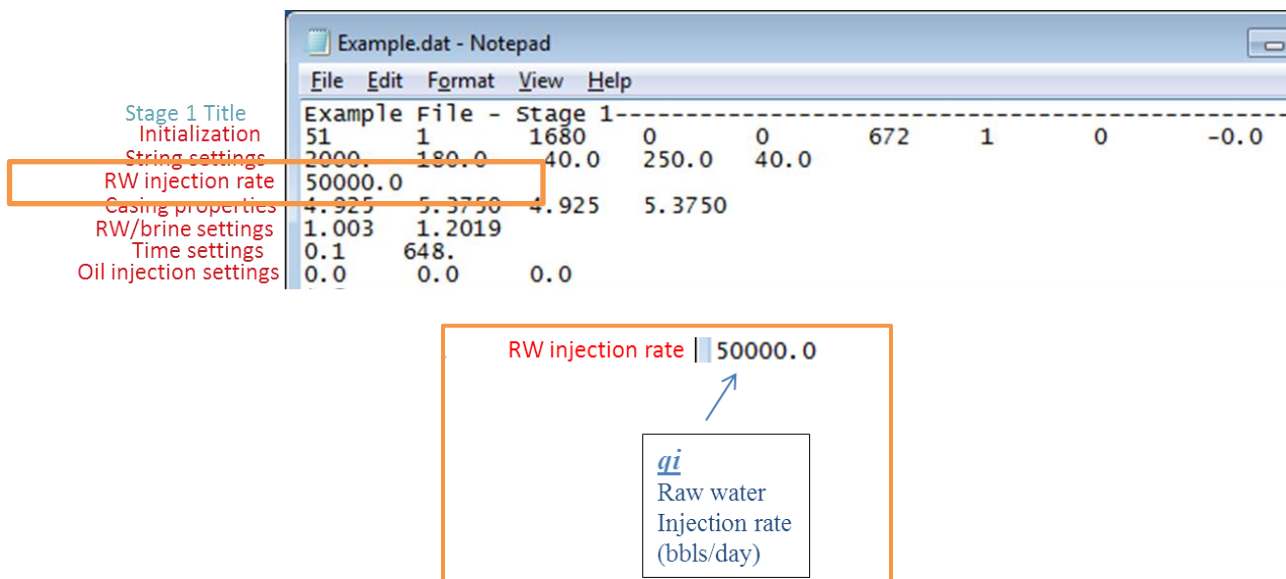 Example.dat - Notepad
File Edit Format View Help
Stage 1 Title Example File - Stage 1------------------------------------------------
Initialization 51 1 1680 0 0 672 1 0 -0.0
String settings 2000. 180.0 40.0 250.0 40.0
RW injection rate 50000.0
Casing properties 4.925 5.3750 4.925 5.3750
RW/brine settings 1.003 1.2019
Time settings 0.1 648.
Oil injection settings 0.0 0.0 0.0
RW injection rate 50000.0
qi
Raw water
Injection rate
(bbls/day)